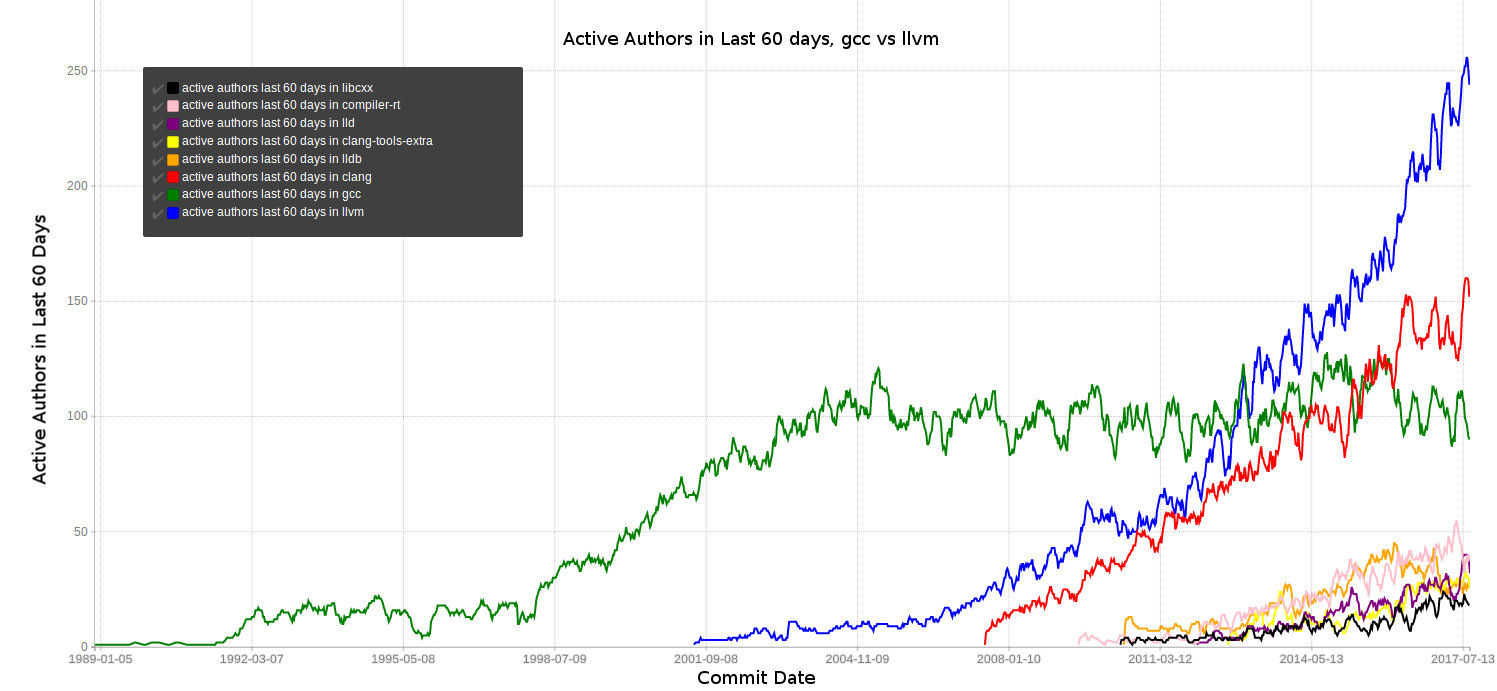 Active Authors in Last 60 days, gcc vs llvm
active authors last 60 days in libcxx
active authors last 60 days in compiler-rt
active authors last 60 days in lld
active authors last 60 days in clang-tools-extra
active authors last 60 days in lldb
active authors last 60 days in clang
active authors last 60 days in gcc
active authors last 60 days in llvm
Active Authors in Last 60 Days
250
200
150
100
50
0
1989-01-05 1992-03-07 1995-05-08 1998-07-09 2001-09-08 2004-11-09 2008-01-10 2011-03-12 2014-05-13 2017-07-13
Commit Date